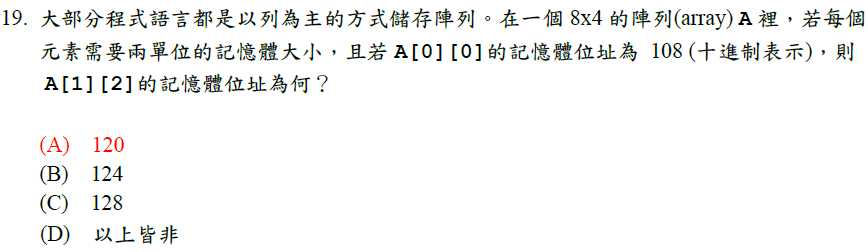 19. 大部分程式語言都是以列為主的方式儲存陣列。在一個 8x4 的陣列(array) A 裡，若每個
元素需要兩單位的記憶體大小，且若 A[0][0]的記憶體位址為 108 (十進制表示)，則
A[1][2]的記憶體位址為何？
(A) 120
(B) 124
(C) 128
(D) 以上皆非